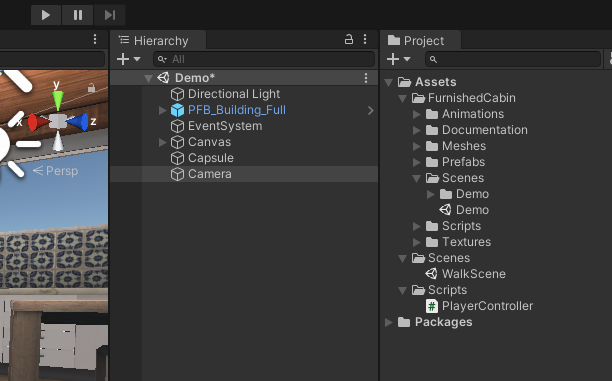 Hierarchy
All
Demo*
Directional Light
PFB_Building_Full
EventSystem
Canvas
Capsule
Camera
Project
Assets
FurnishedCabin
Animations
Documentation
Meshes
Prefabs
Scenes
Demo
Demo
Scripts
Textures
Scenes
WalkScene
Scripts
PlayerController
Packages
y
x
z
Persp